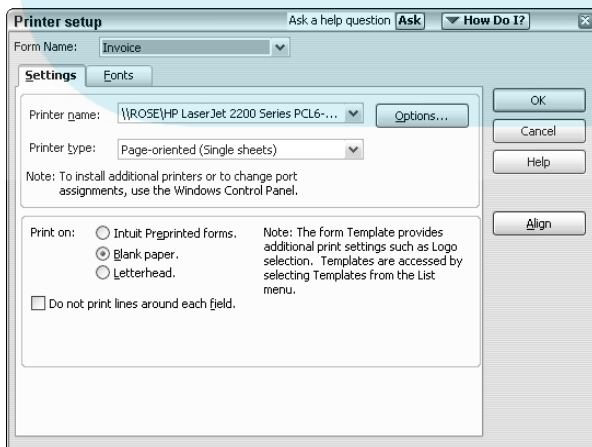 Printer setup
Ask a help question Ask
How Do I?
Form Name: Invoice
Settings
Fonts
Printer name: \\ROSE\HP LaserJet 2200 Series PCL6-...
Options...
Printer type: Page-oriented (Single sheets)
Note: To install additional printers or to change port
assignments, use the Windows Control Panel.
Print on:
Intuit Preprinted forms.
Blank paper.
Letterhead.
Do not print lines around each field.
Note: The form Template provides
additional print settings such as Logo
selection. Templates are accessed by
selecting Templates from the List
menu.
OK
Cancel
Help
Align